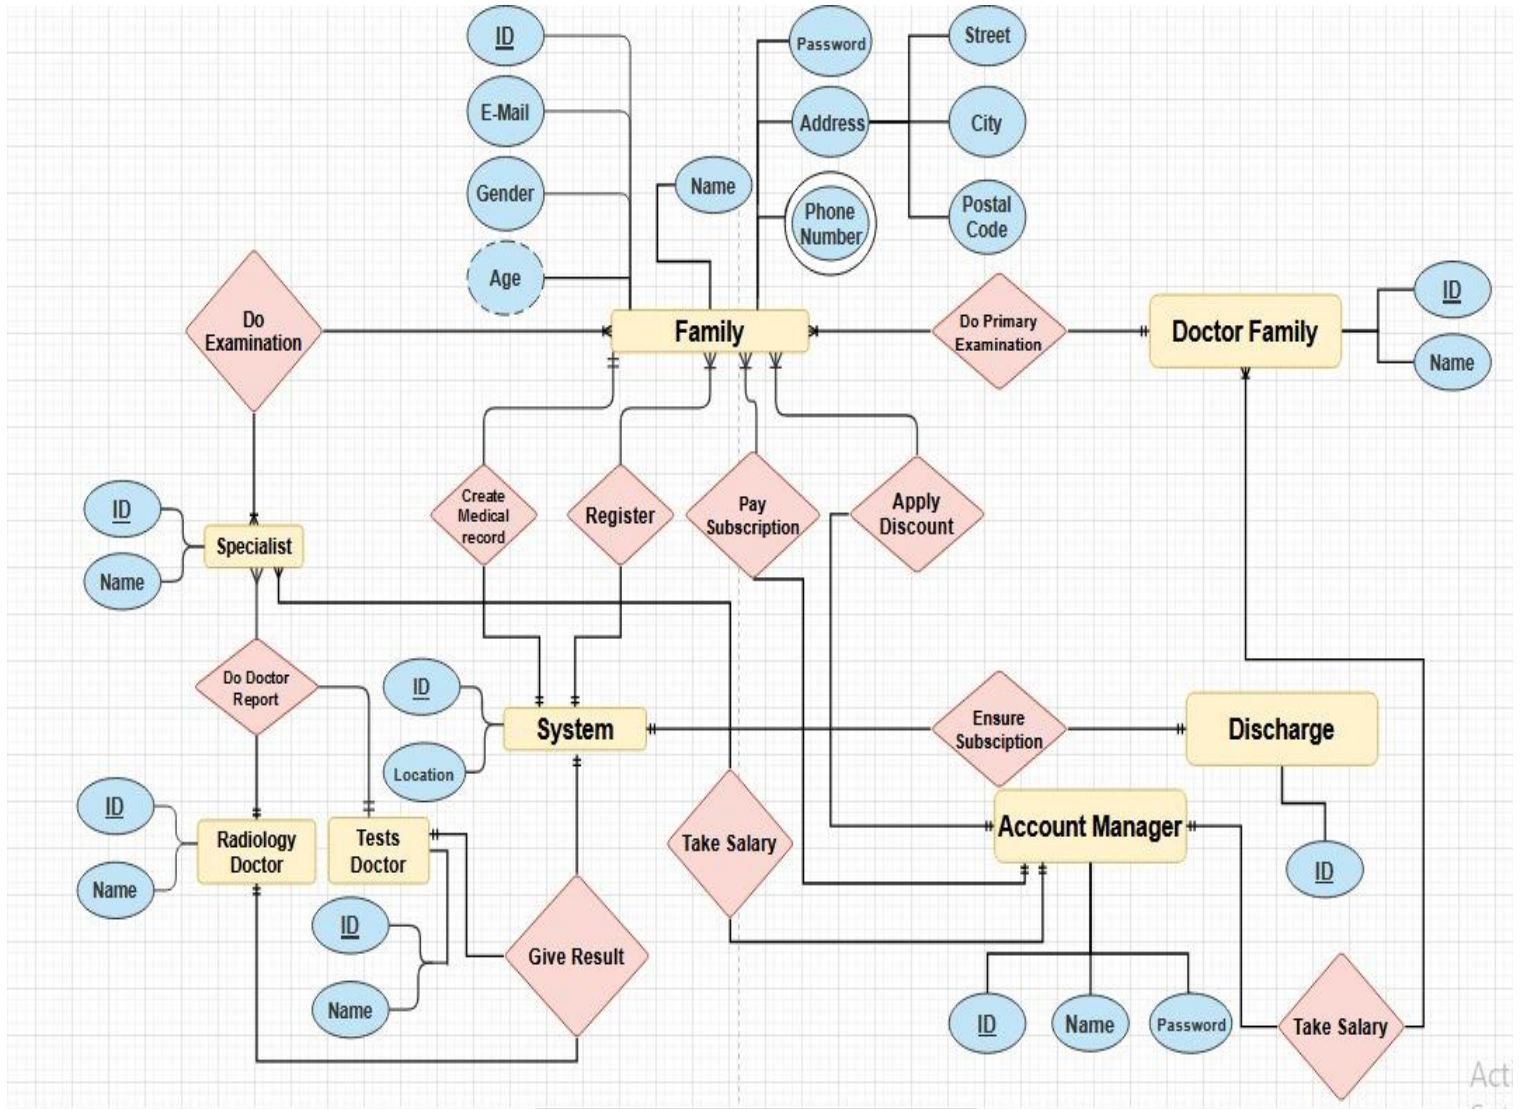 ID
Password
Street
E-Mail
Address
City
Gender
Name
Phone
Number
Postal
Code
Age
Do
Examination
Family
Do Primary
Examination
Doctor Family
ID
Name
ID
Name
Specialist
Create
Medical
record
Register
Pay
Subscription
Apply
Discount
Do Doctor
Report
ID
Location
System
Ensure
Subsciption
Discharge
ID
ID
Name
Radiology
Doctor
Tests
Doctor
ID
Name
Take Salary
Account Manager
Give Result
ID
Name
Password
Take Salary
Acti